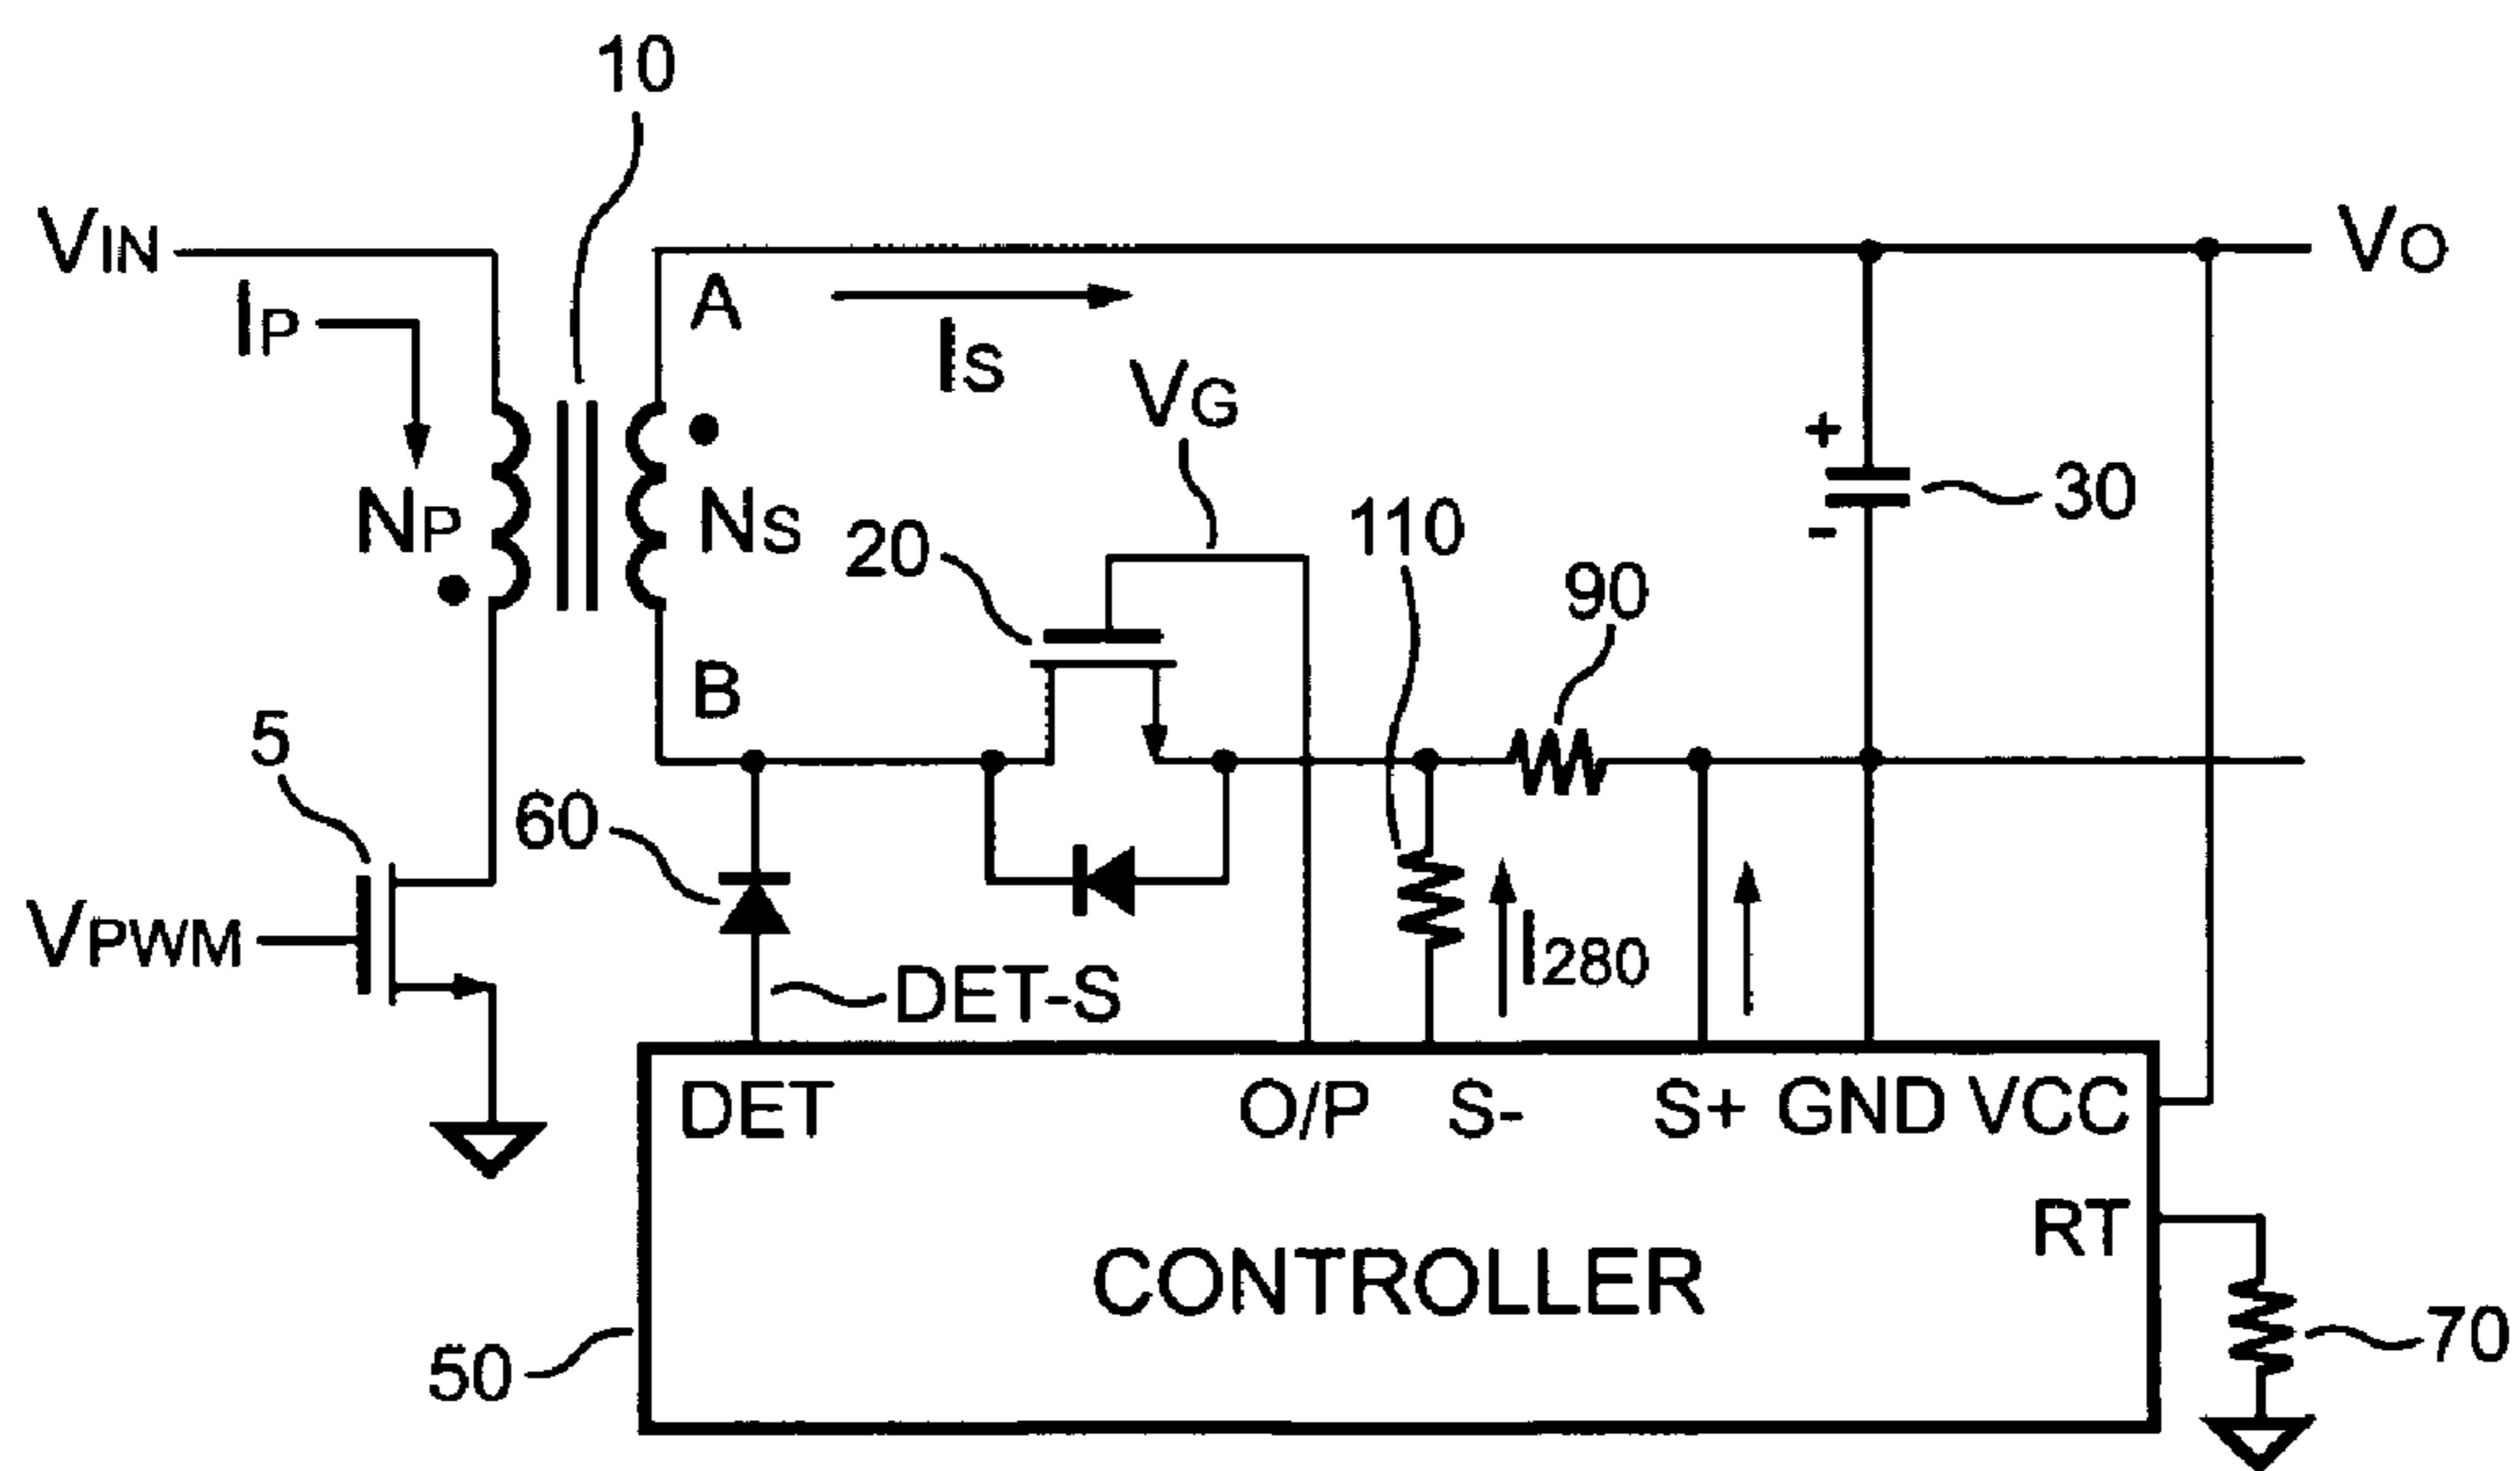 10
VIN
VO
IP
A
IS
VG
NP
NS
20
110
+
-
30
90
B
5
60
VPWM
DET-S
I280
DET
O/P
S-
S+
GND
VCC
RT
CONTROLLER
50
70